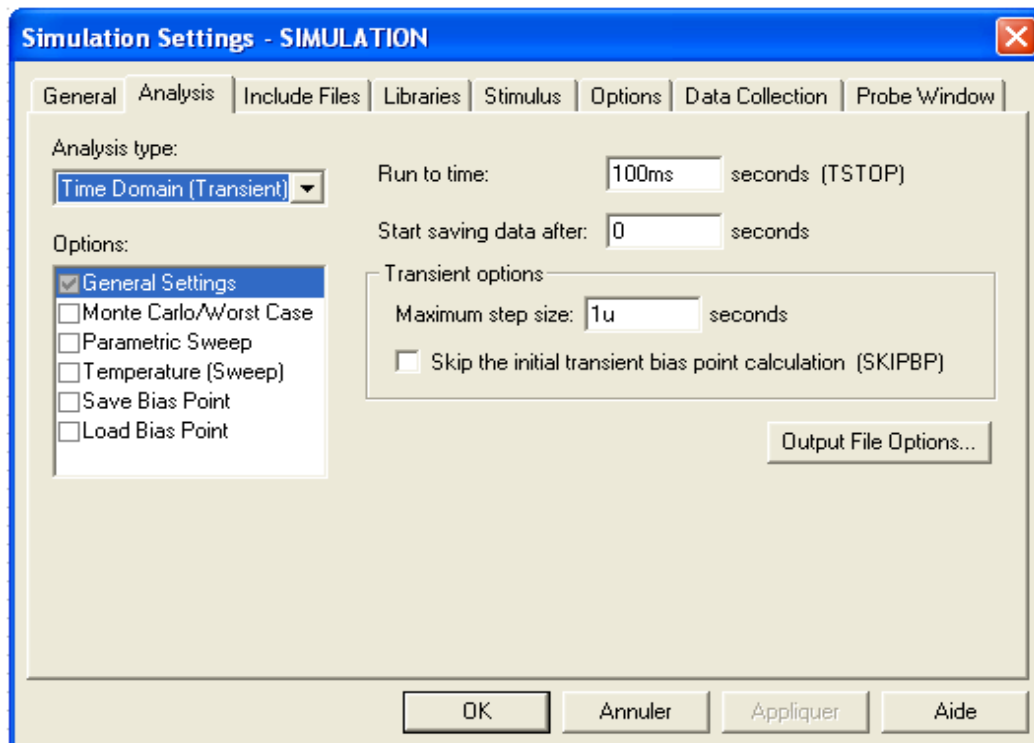 Simulation Settings - SIMULATION
General Analysis Include Files Libraries Stimulus Options Data Collection Probe Window
Analysis type:
Time Domain (Transient)
Run to time: 100ms seconds (TSTOP)
Start saving data after: 0 seconds
Options:
General Settings
Monte Carlo/Worst Case
Parametric Sweep
Temperature (Sweep)
Save Bias Point
Load Bias Point
Transient options
Maximum step size: 1u seconds
Skip the initial transient bias point calculation (SKIPBP)
Output File Options...
OK Annuler Appliquer Aide